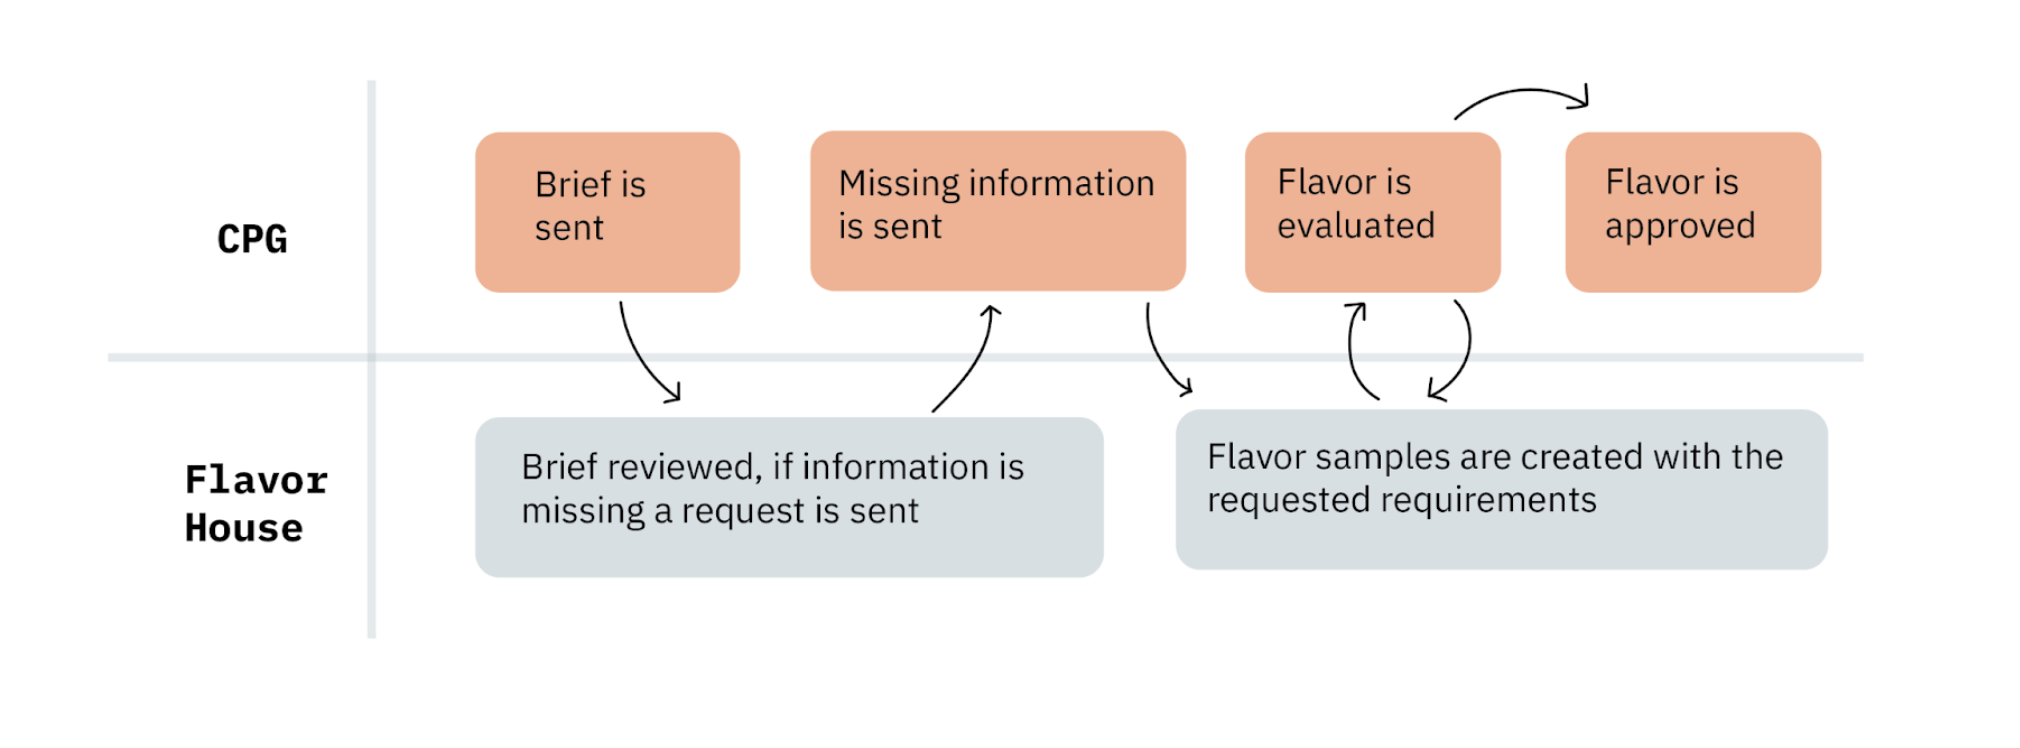 CPG
Brief is
sent
Missing information
is sent
Flavor is
evaluated
Flavor is
approved
Flavor
House
Brief reviewed, if information is
missing a request is sent
Flavor samples are created with the
requested requirements